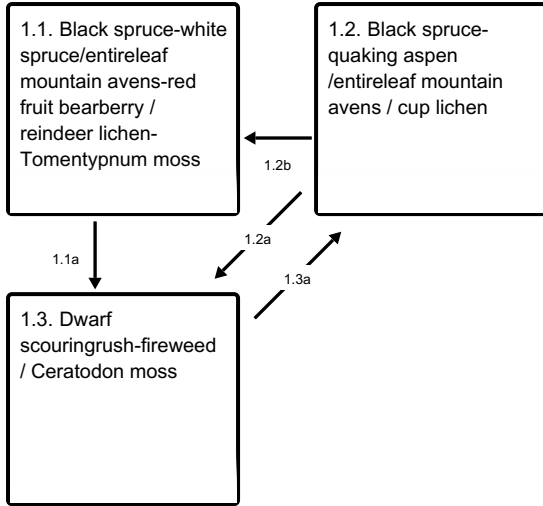 1.1. Black spruce-white
spruce/entireleaf
mountain avens-red
fruit bearberry /
reindeer lichen-
Tomentypnum moss
1.2. Black spruce-
quaking aspen
/entireleaf mountain
avens / cup lichen
1.2b
1.2a
1.1a
1.3a
1.3. Dwarf
scouringrush-fireweed
/ Ceratodon moss